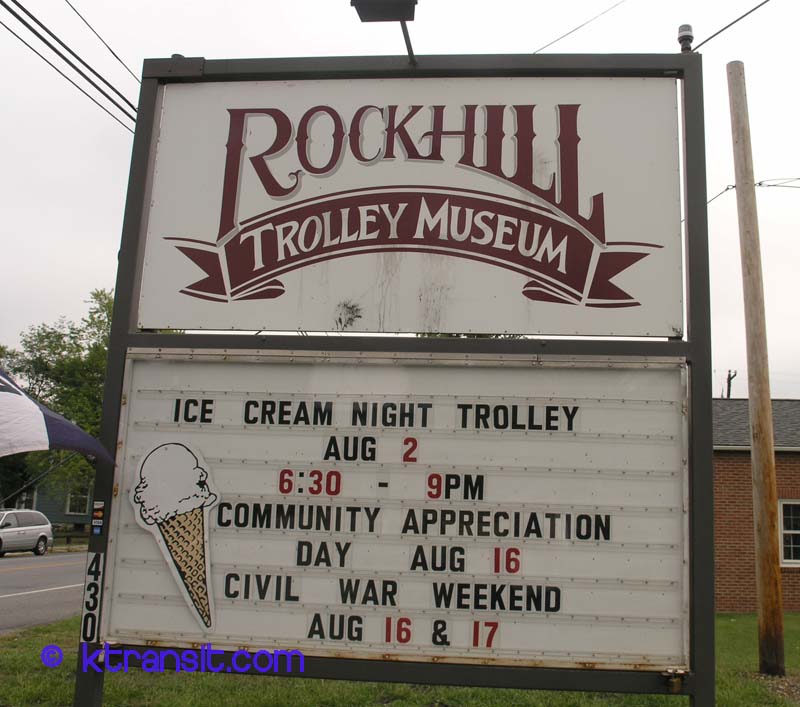 ROCKHILL
TROLLEY MUSEUM
ICE CREAM NIGHT TROLLEY
AUG 2
6:30 - 9PM
COMMUNITY APPRECIATION
DAY AUG 16
CIVIL WAR WEEKEND
AUG 16 & 17
430
© ktransit.com